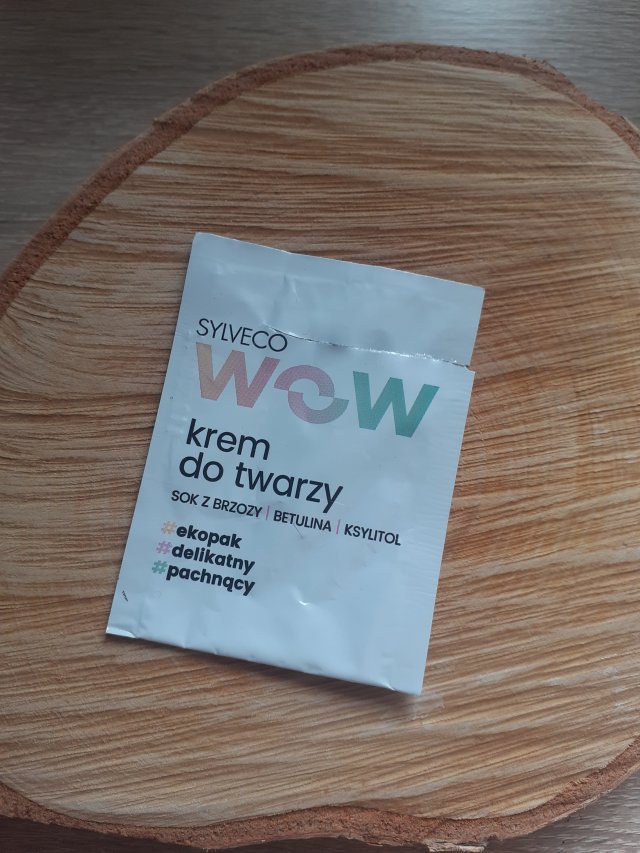 SYLVECO
WOW
krem
do twarzy
SOK Z BRZOZY | BETULINA | KSYLITOL
#ekopak
#delikatny
#pachnący